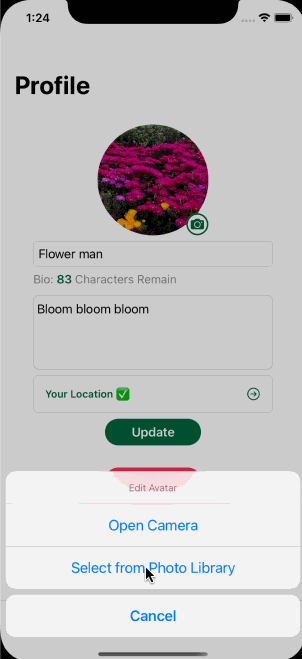 1:24
Profile
Flower man
Bio: 83 Characters Remain
Bloom bloom bloom
Your Location ✅
Update
Edit Avatar
Open Camera
Select from Photo Library
Cancel